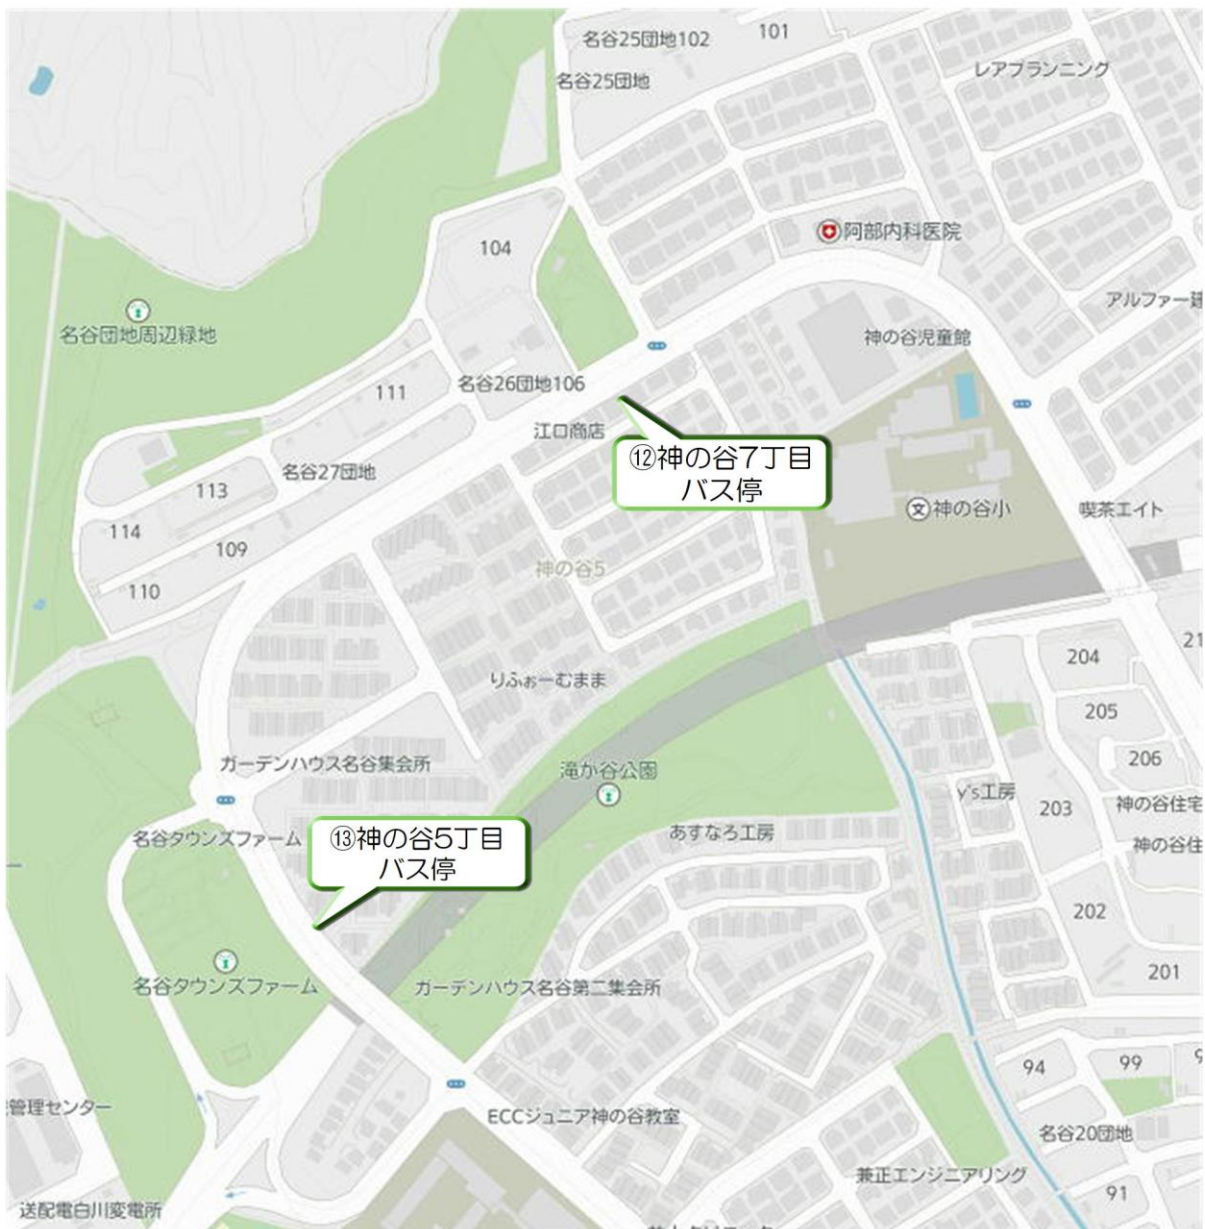 名谷25団地102
101
名谷25団地
レアプランニング
阿部内科医院
104
アルファー建
名谷団地周辺緑地
神の谷児童館
111
名谷26団地106
江口商店
⑫神の谷7丁目
バス停
名谷27団地
113
文
神の谷小
喫茶エイト
114
109
神の谷5
110
204
21
りふぉーむまま
205
206
ガーデンハウス名谷集会所
滝か谷公園
y's工房
203
神の谷住宅
名谷タウンズファーム
あすなろ工房
神の谷住
⑬神の谷5丁目
バス停
202
201
名谷タウンズファーム
ガーデンハウス名谷第二集会所
94
99
9
管理センター
ECCジュニア神の谷教室
名谷20団地
兼正エンジニアリング
91
送配電白川変電所